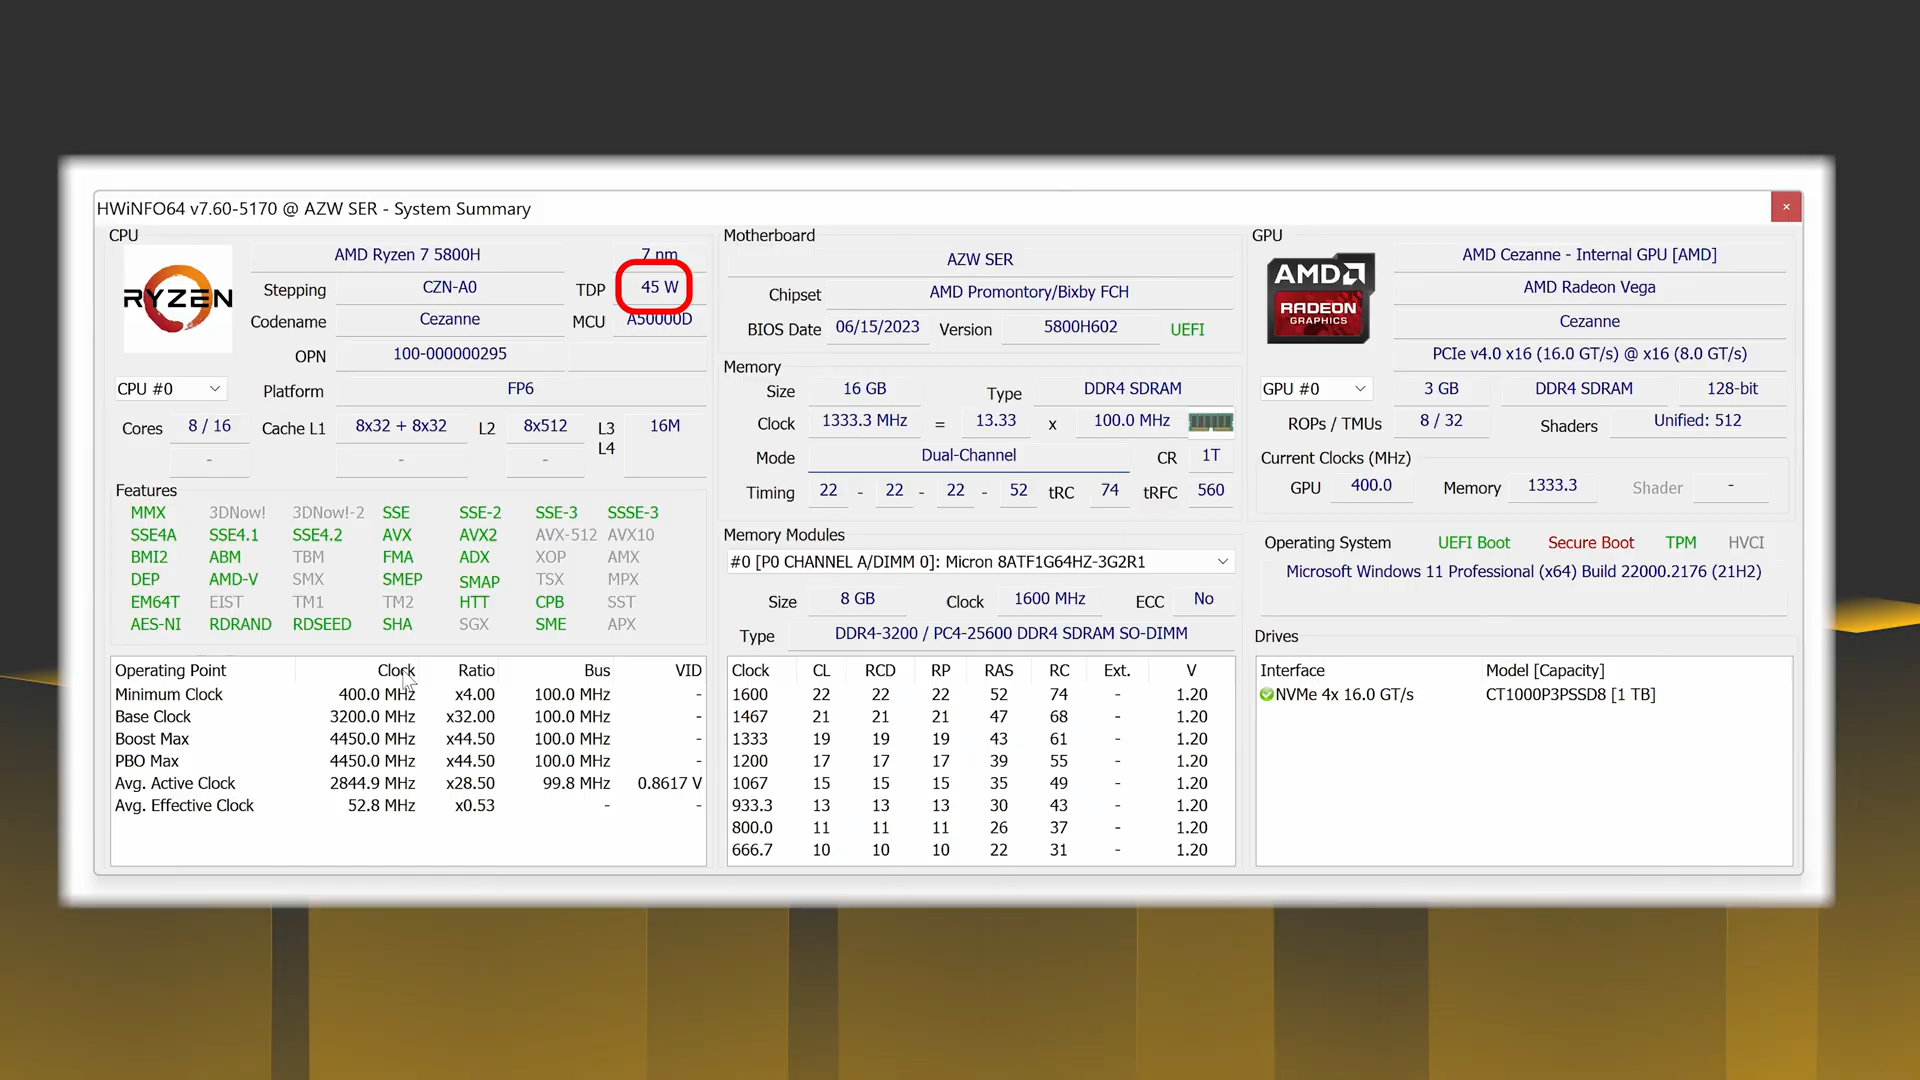 HWiNFO64 v7.60-5170 @ AZW SER - System Summary
×
CPU
RYZEN
AMD Ryzen 7 5800H
7 nm
Stepping CZN-A0 TDP 45 W
Codename Cezanne MCU A50000D
OPN 100-000000295
CPU #0 Platform FP6
Cores 8 / 16 Cache L1 8x32 + 8x32 L2 8x512 L3 16M
L4
- - -
Features
MMX 3DNow! 3DNow!-2 SSE SSE-2 SSE-3 SSSE-3
SSE4A SSE4.1 SSE4.2 AVX AVX2 AVX-512 AVX10
BMI2 ABM TBM FMA ADX XOP AMX
DEP AMD-V SMX SMEP SMAP TSX MPX
EM64T EIST TM1 TM2 HTT CPB SST
AES-NI RDRAND RDSEED SHA SGX SME APX
Operating Point Clock Ratio Bus VID
Minimum Clock 400.0 MHz x4.00 100.0 MHz -
Base Clock 3200.0 MHz x32.00 100.0 MHz -
Boost Max 4450.0 MHz x44.50 100.0 MHz -
PBO Max 4450.0 MHz x44.50 100.0 MHz -
Avg. Active Clock 2844.9 MHz x28.50 99.8 MHz 0.8617 V
Avg. Effective Clock 52.8 MHz x0.53 - -
Motherboard
AZW SER
Chipset AMD Promontory/Bixby FCH
BIOS Date 06/15/2023 Version 5800H602 UEFI
Memory
Size 16 GB Type DDR4 SDRAM
Clock 1333.3 MHz = 13.33 x 100.0 MHz
Mode Dual-Channel CR 1T
Timing 22 - 22 - 22 - 52 tRC 74 tRFC 560
Memory Modules
#0 [P0 CHANNEL A/DIMM 0]: Micron 8ATF1G64HZ-3G2R1
Size 8 GB Clock 1600 MHz ECC No
Type DDR4-3200 / PC4-25600 DDR4 SDRAM SO-DIMM
Clock CL RCD RP RAS RC Ext. V
1600 22 22 22 52 74 - 1.20
1467 21 21 21 47 68 - 1.20
1333 19 19 19 43 61 - 1.20
1200 17 17 17 39 55 - 1.20
1067 15 15 15 35 49 - 1.20
933.3 13 13 13 30 43 - 1.20
800.0 11 11 11 26 37 - 1.20
666.7 10 10 10 22 31 - 1.20
GPU
AMD
RADEON
GRAPHICS
AMD Cezanne - Internal GPU [AMD]
AMD Radeon Vega
Cezanne
PCIe v4.0 x16 (16.0 GT/s) @ x16 (8.0 GT/s)
GPU #0 3 GB DDR4 SDRAM 128-bit
ROPs / TMUs 8 / 32 Shaders Unified: 512
Current Clocks (MHz)
GPU 400.0 Memory 1333.3 Shader -
Operating System UEFI Boot Secure Boot TPM HVCI
Microsoft Windows 11 Professional (x64) Build 22000.2176 (21H2)
Drives
Interface Model [Capacity]
NVMe 4x 16.0 GT/s CT1000P3PSSD8 [1 TB]